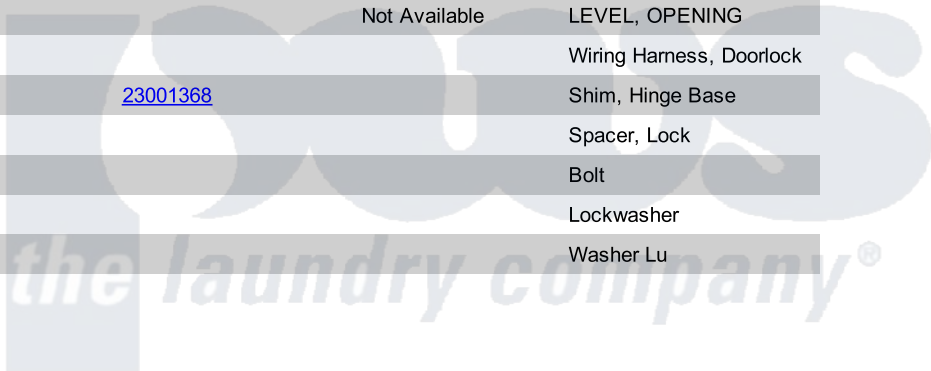 Not Available LEVEL, OPENING
Wiring Harness, Doorlock
23001368 Shim, Hinge Base
Spacer, Lock
Bolt
Lockwasher
Washer Lu
the laundry company®